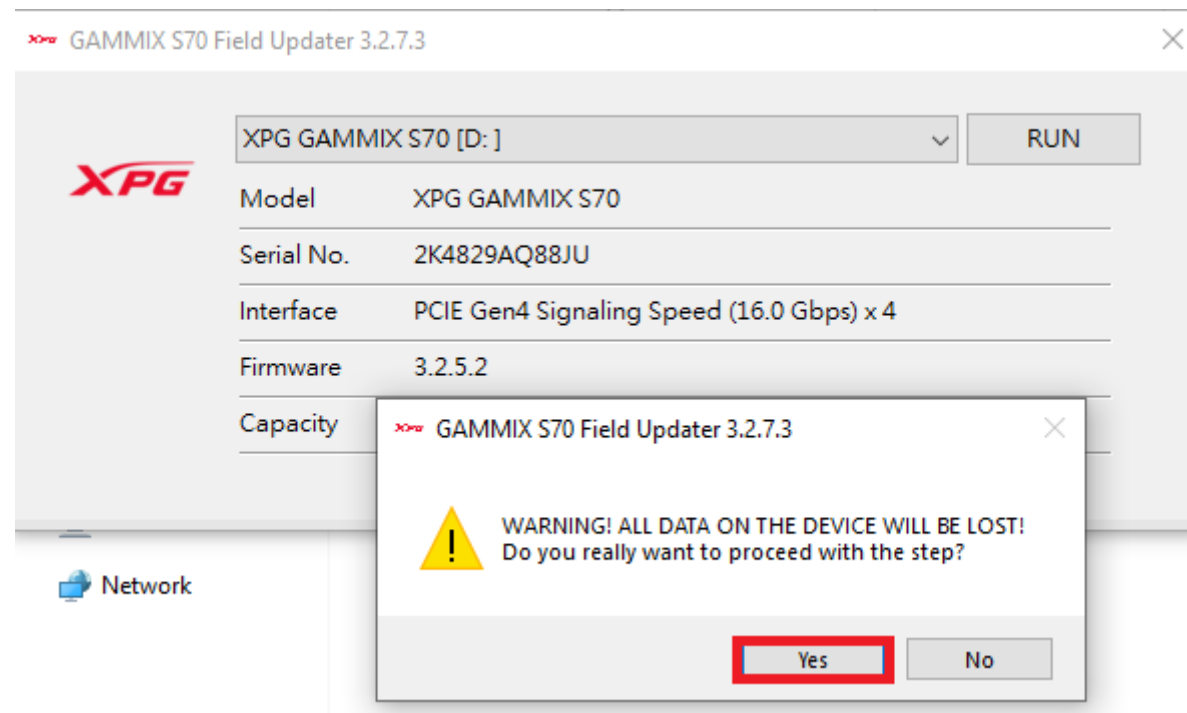 XPG GAMMIX S70 Field Updater 3.2.7.3
XPG GAMMIX S70 [D: ] RUN
XPG
Model XPG GAMMIX S70
Serial No. 2K4829AQ88JU
Interface PCIE Gen4 Signaling Speed (16.0 Gbps) x 4
Firmware 3.2.5.2
Capacity
XPG GAMMIX S70 Field Updater 3.2.7.3
WARNING! ALL DATA ON THE DEVICE WILL BE LOST!
Do you really want to proceed with the step?
Yes No
Network